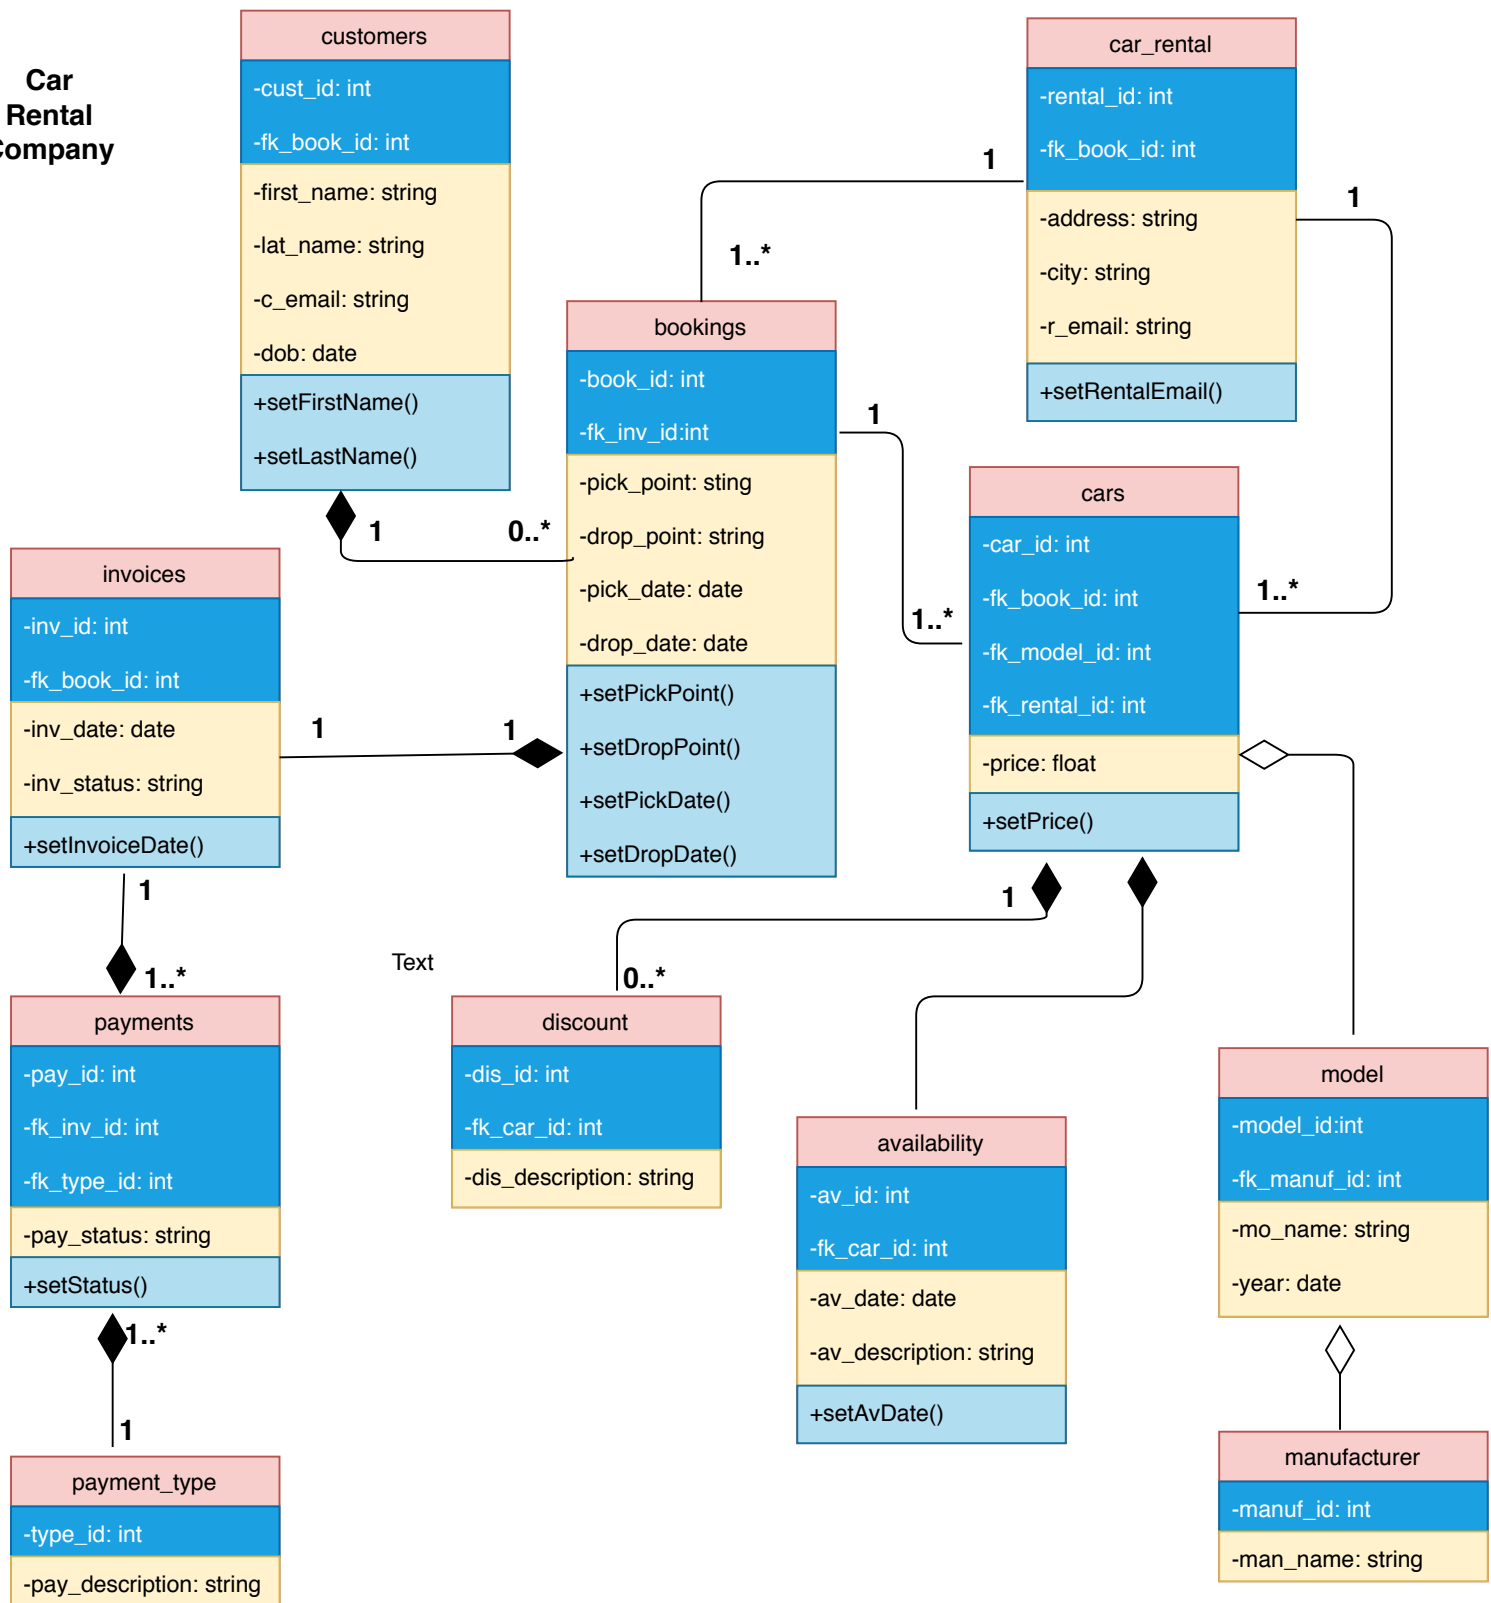 Car
Rental
Company
customers
-cust_id: int
-fk_book_id: int
-first_name: string
-lat_name: string
-c_email: string
-dob: date
+setFirstName()
+setLastName()
1
0..*
car_rental
-rental_id: int
-fk_book_id: int
-address: string
-city: string
-r_email: string
+setRentalEmail()
1
1..*
1
1..*
bookings
-book_id: int
-fk_inv_id:int
-pick_point: sting
-drop_point: string
-pick_date: date
-drop_date: date
+setPickPoint()
+setDropPoint()
+setPickDate()
+setDropDate()
1
1..*
cars
-car_id: int
-fk_book_id: int
-fk_model_id: int
-fk_rental_id: int
-price: float
+setPrice()
invoices
-inv_id: int
-fk_book_id: int
-inv_date: date
-inv_status: string
+setInvoiceDate()
1
1
1
1..*
Text
1
0..*
payments
-pay_id: int
-fk_inv_id: int
-fk_type_id: int
-pay_status: string
+setStatus()
1..*
1
discount
-dis_id: int
-fk_car_id: int
-dis_description: string
availability
-av_id: int
-fk_car_id: int
-av_date: date
-av_description: string
+setAvDate()
model
-model_id:int
-fk_manuf_id: int
-mo_name: string
-year: date
payment_type
-type_id: int
-pay_description: string
manufacturer
-manuf_id: int
-man_name: string